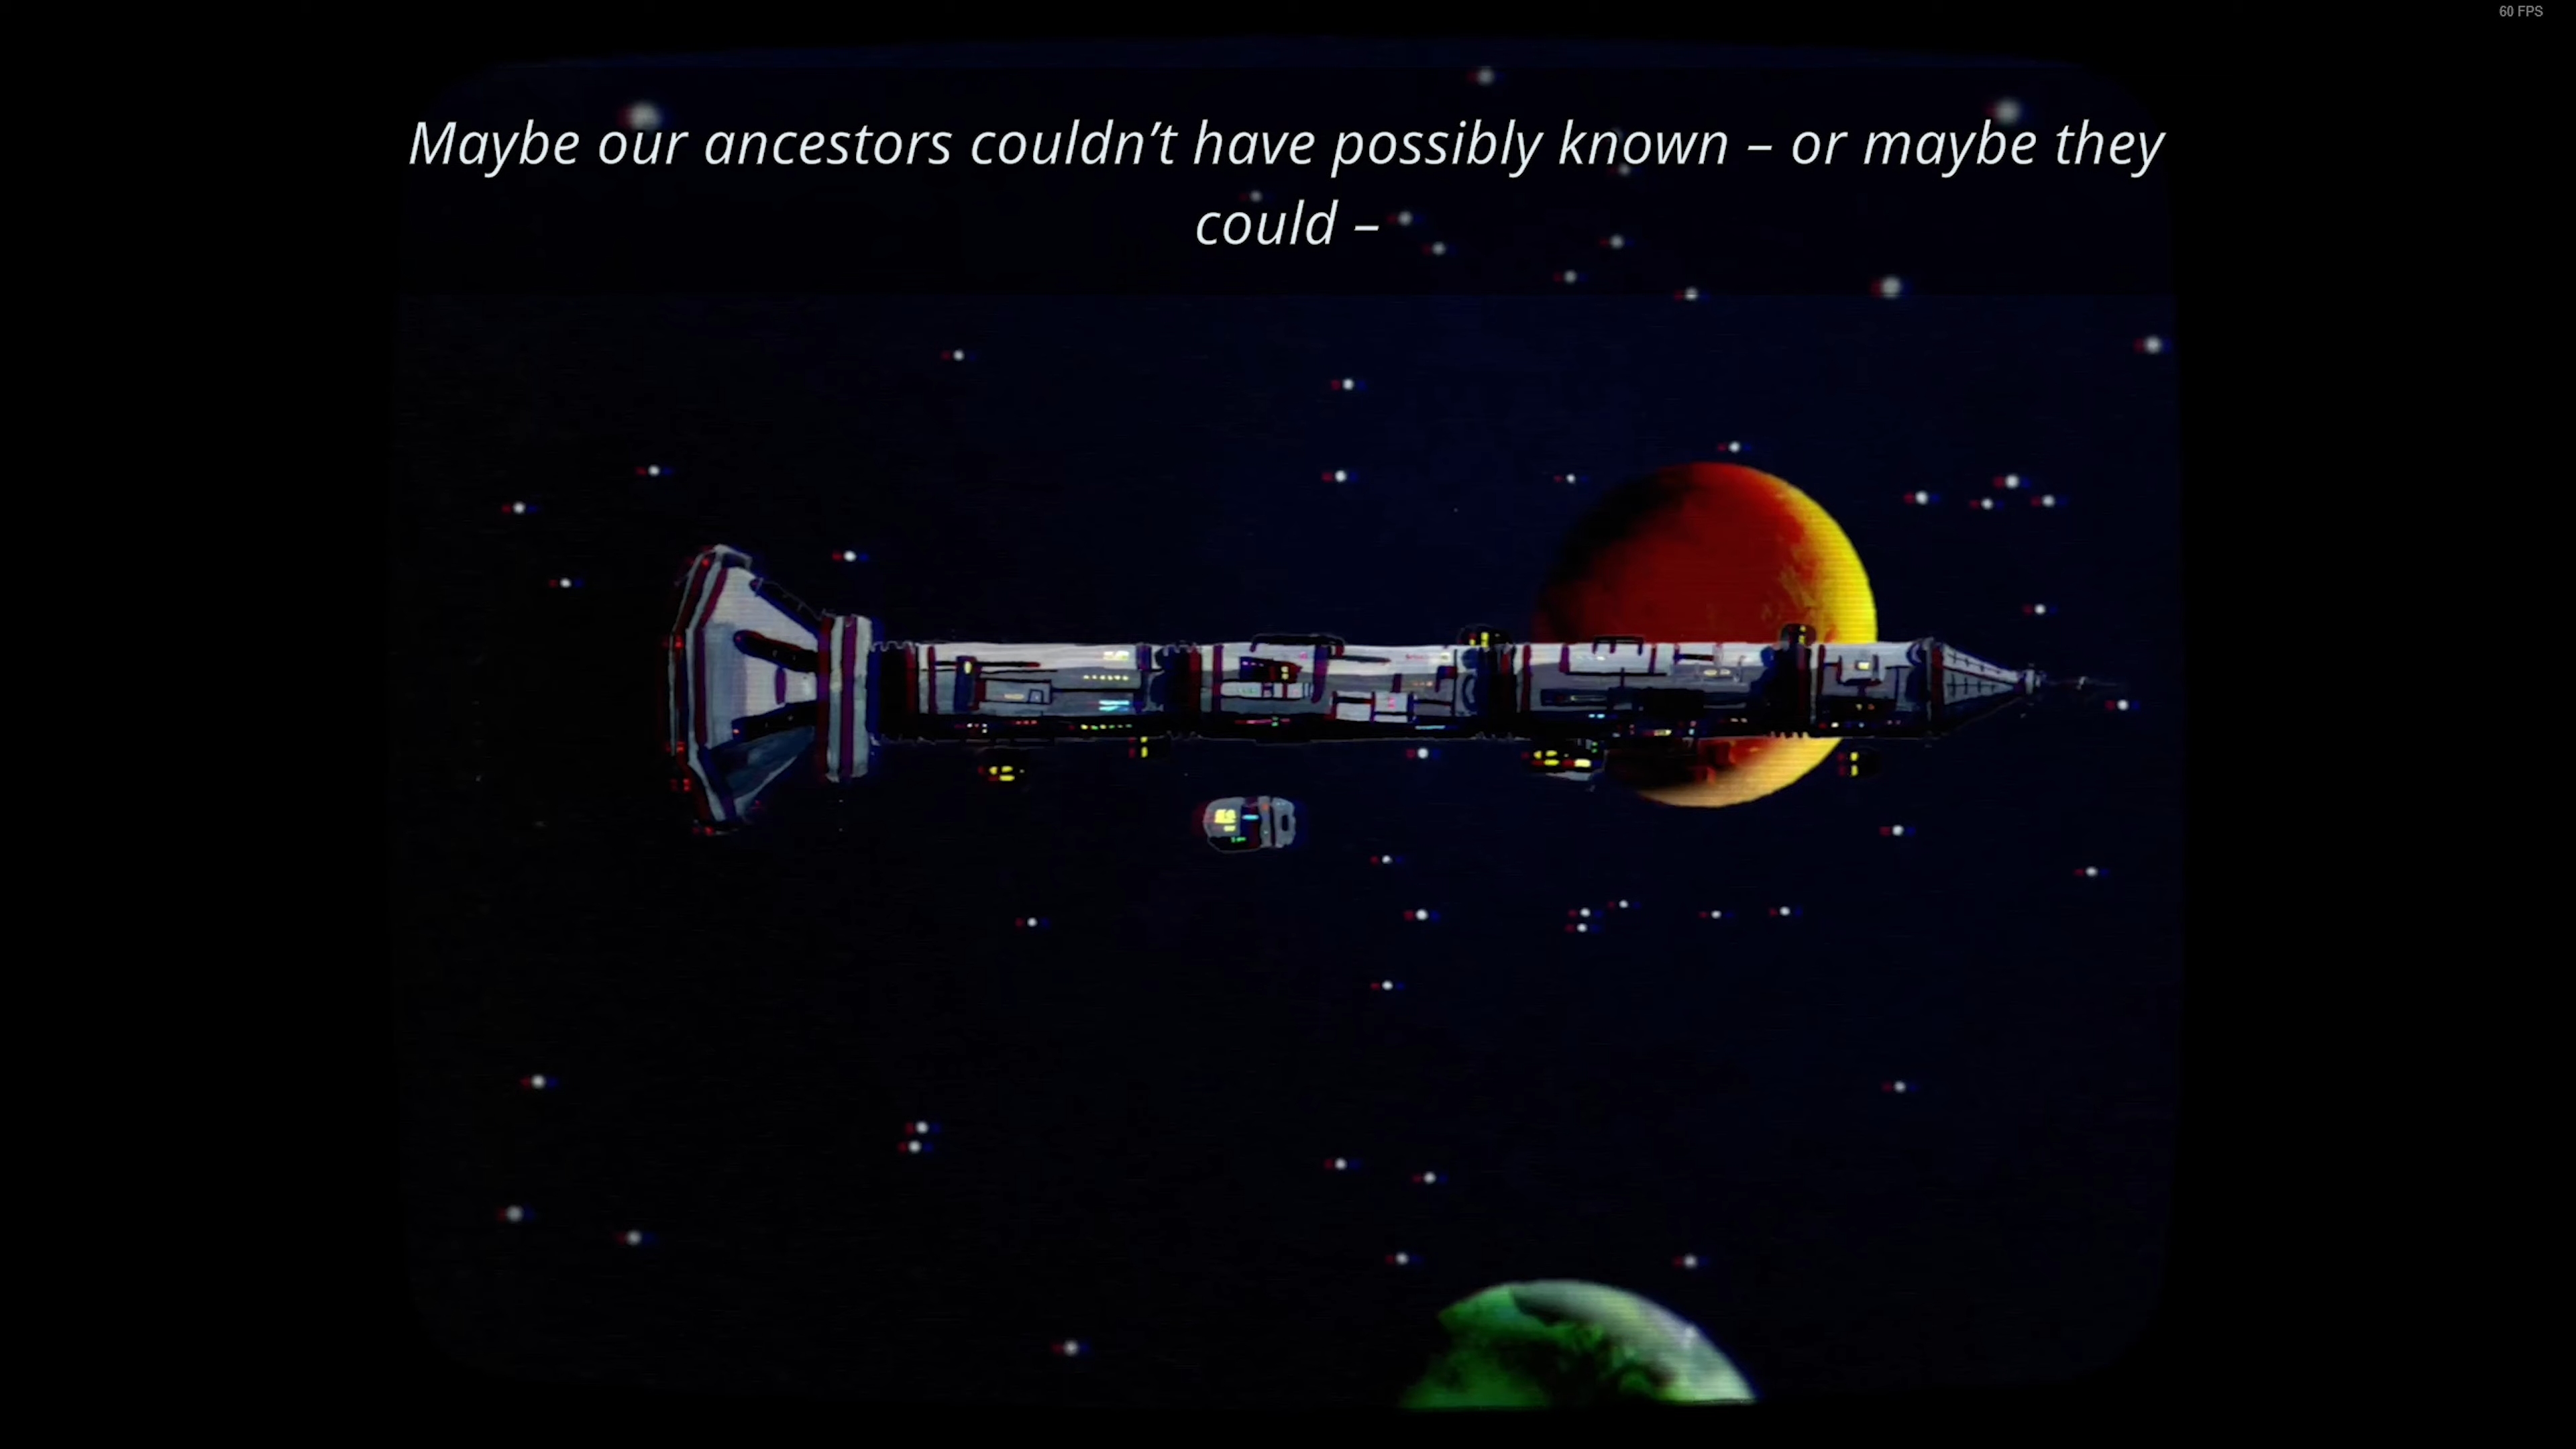 60 FPS
Maybe our ancestors couldn’t have possibly known – or maybe they
could –